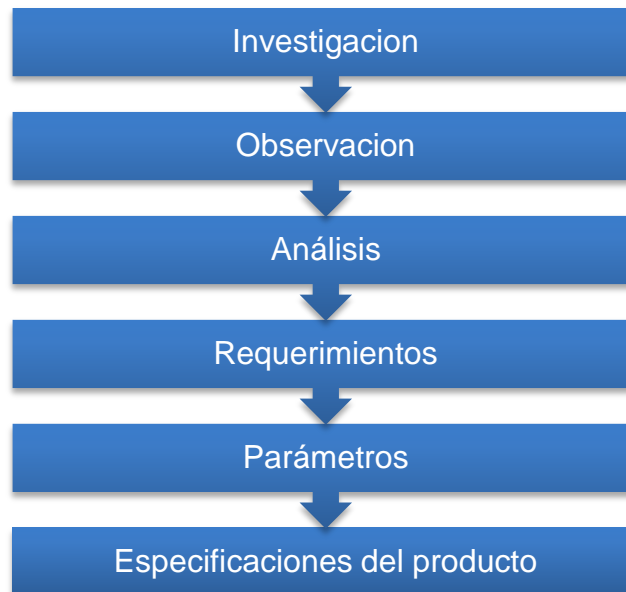 Investigacion
Observacion
Análisis
Requerimientos
Parámetros
Especificaciones del producto